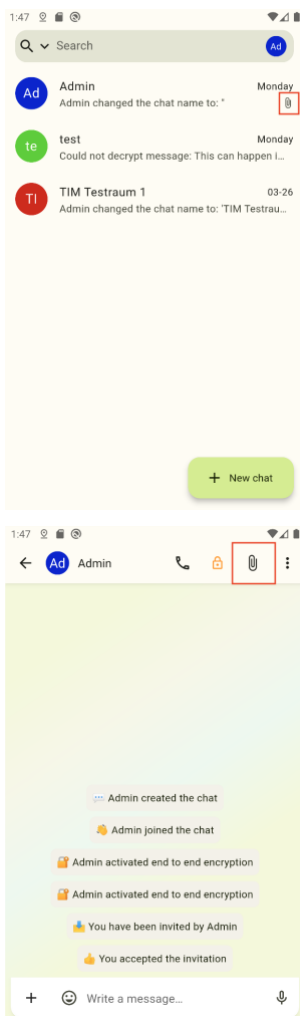 1:47
Search
Ad
Ad
Admin
Monday
Admin changed the chat name to: "
te
test
Monday
Could not decrypt message: This can happen i...
TI
TIM Testraum 1
03-26
Admin changed the chat name to: 'TIM Testrau...
+ New chat
1:47
Ad
Admin
Admin created the chat
Admin joined the chat
Admin activated end to end encryption
Admin activated end to end encryption
You have been invited by Admin
You accepted the invitation
Write a message...